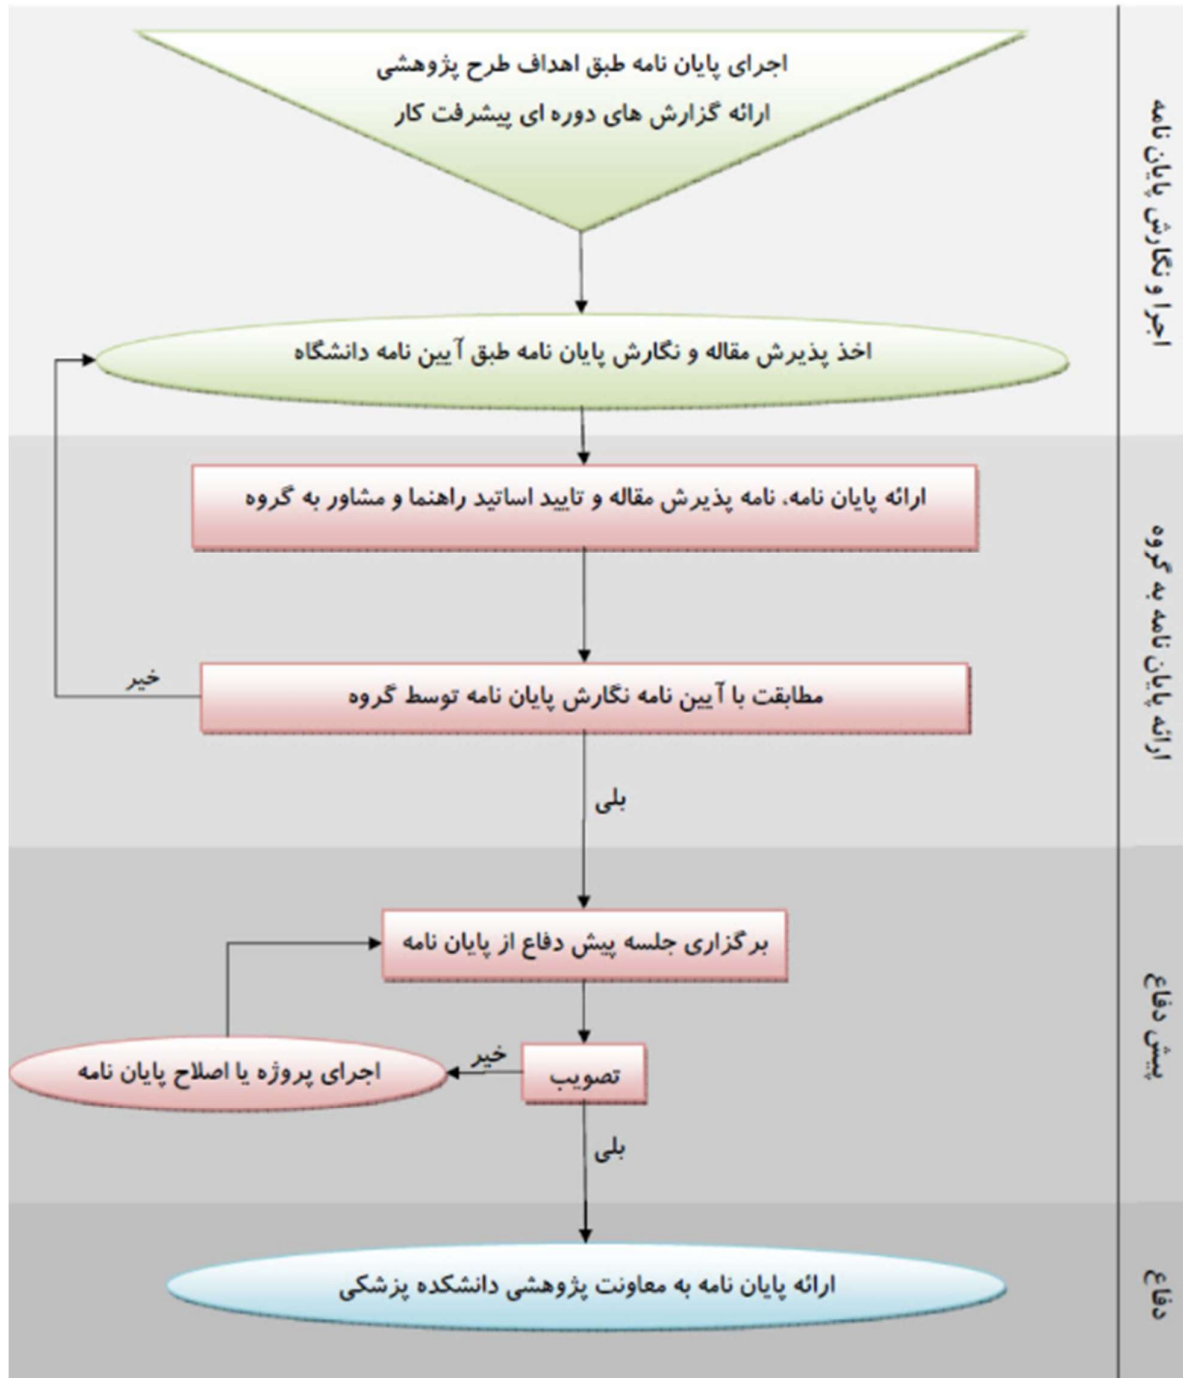 اجرا و نگارش پایان نامه
اجرای پایان نامه طبق اهداف طرح پژوهشی
ارائه گزارش های دوره ای پیشرفت کار
اخذ پذیرش مقاله و نگارش پایان نامه طبق آیین نامه دانشگاه
ارائه پایان نامه به گروه
ارائه پایان نامه، نامه پذیرش مقاله و تایید اساتید راهنما و مشاور به گروه
مطابقت با آیین نامه نگارش پایان نامه توسط گروه
خیر
بلی
پیش دفاع
برگزاری جلسه پیش دفاع از پایان نامه
تصویب
خیر
اجرای پروژه یا اصلاح پایان نامه
بلی
دفاع
ارائه پایان نامه به معاونت پژوهشی دانشکده پزشکی